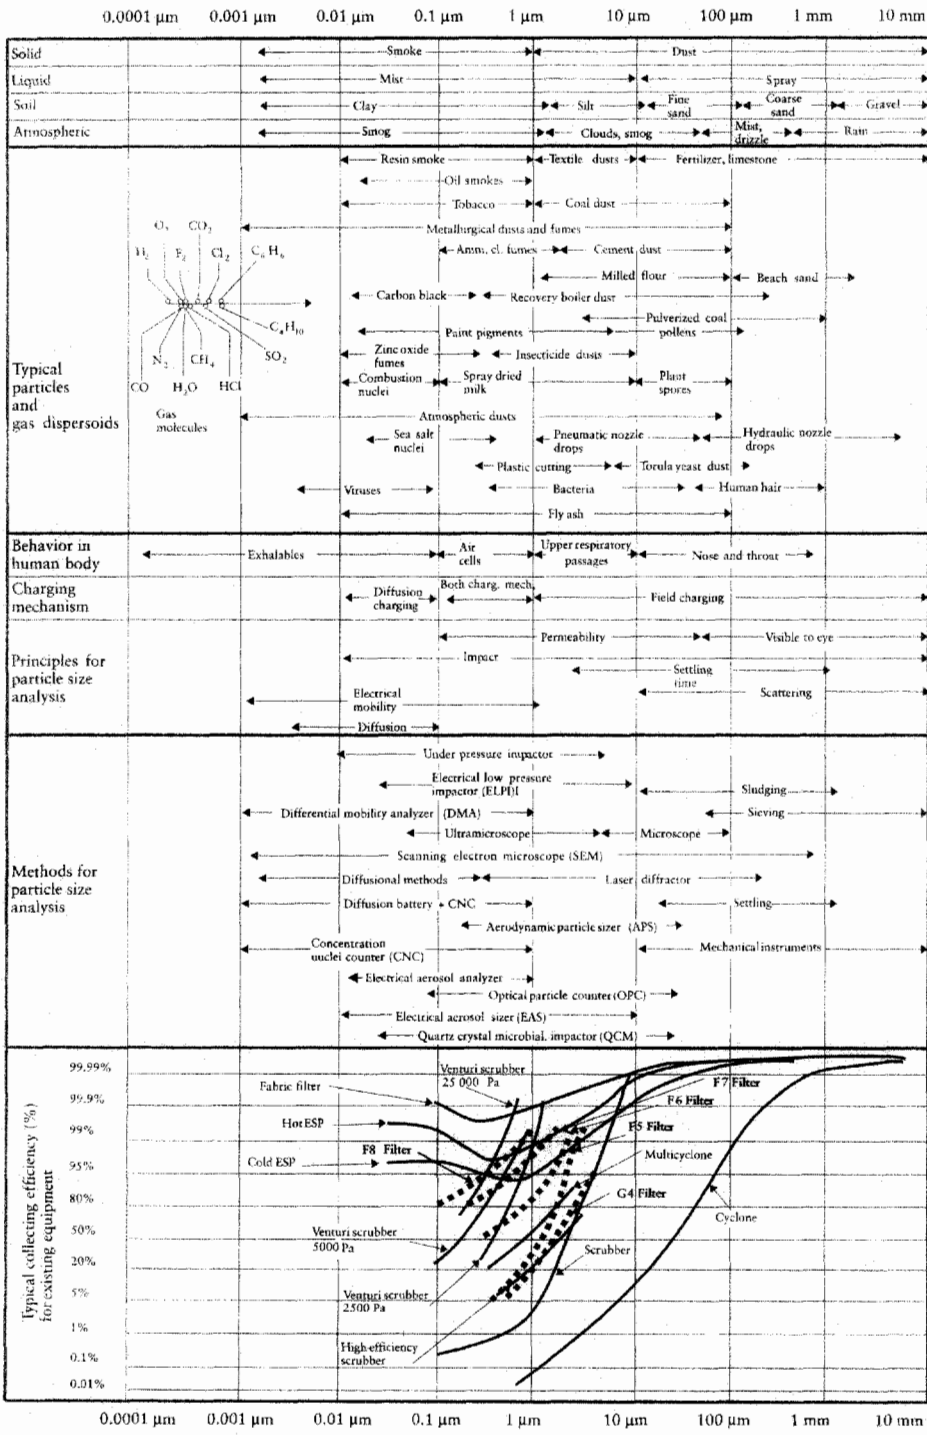 0.0001 µm 0.001 µm 0.01 µm 0.1 µm 1 µm 10 µm 100 µm 1 mm 10 mm
Solid Smoke Dust
Liquid Mist Spray
Soil Clay Silt Fine sand Coarse sand Gravel
Atmospheric Smog Clouds, smog Mist, drizzle Rain
Typical particles and gas dispersoids
Resin smoke Textile dusts Fertilizer, limestone
Oil smokes
Tobacco Coal dust
Metallurgical dusts and fumes
O₂ CO₂
H₂ F₂ Cl₂ C₆H₆
Amm. cl. fumes Cement dust
Milled flour Beach sand
Carbon black Recovery boiler dust
Pulverized coal
Paint pigments pollens
C₄H₁₀
Zinc oxide fumes Insecticide dusts
N₂ CH₄ SO₂
Combustion nuclei Spray dried milk Plant spores
CO H₂O HCl
Gas molecules
Atmospheric dusts
Sea salt nuclei Pneumatic nozzle drops Hydraulic nozzle drops
Plastic cutting Torula yeast dust
Viruses Bacteria Human hair
Fly ash
Behavior in human body Exhalables Air cells Upper respiratory passages Nose and throat
Charging mechanism Diffusion charging Both charg. mech. Field charging
Principles for particle size analysis
Permeability Visible to eye
Impact
Settling time
Electrical mobility Scattering
Diffusion
Methods for particle size analysis
Under pressure impactor
Electrical low pressure impactor (ELPI)I Sludging
Differential mobility analyzer (DMA) Sieving
Ultramicroscope Microscope
Scanning electron microscope (SEM)
Diffusional methods Laser diffractor
Diffusion battery + CNC Settling
Aerodynamic particle sizer (APS)
Concentration nuclei counter (CNC) Mechanical instruments
Electrical aerosol analyzer
Optical particle counter (OPC)
Electrical aerosol sizer (EAS)
Quartz crystal microbial. impactor (QCM)
Typical collecting efficiency (%)
for existing equipment
99.99%
99.9%
99%
95%
80%
50%
20%
5%
1%
0.1%
0.01%
Venturi scrubber
25 000 Pa
Fabric filter
F7 Filter
F6 Filter
Hot ESP
F5 Filter
F8 Filter
Multicyclone
Cold ESP
G4 Filter
Cyclone
Venturi scrubber
5000 Pa
Scrubber
Venturi scrubber
2500 Pa
High-efficiency
scrubber
0.0001 µm 0.001 µm 0.01 µm 0.1 µm 1 µm 10 µm 100 µm 1 mm 10 mm